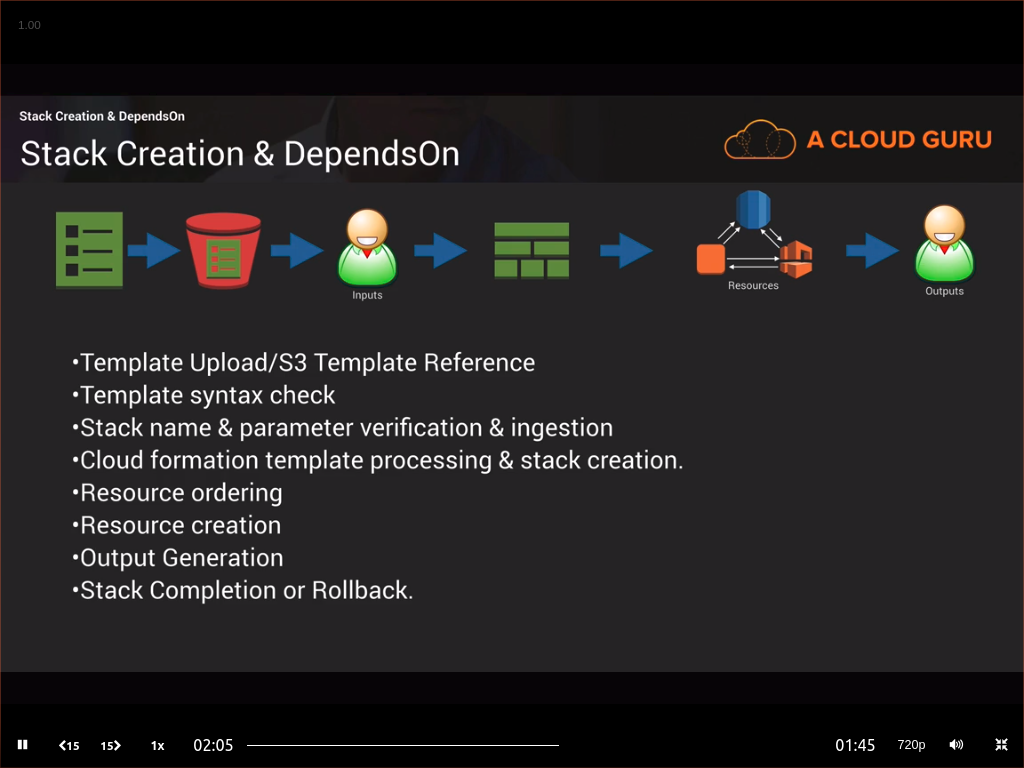 1.00
Stack Creation & DependsOn
Stack Creation & DependsOn
A CLOUD GURU
Inputs
Resources
Outputs
•Template Upload/S3 Template Reference
•Template syntax check
•Stack name & parameter verification & ingestion
•Cloud formation template processing & stack creation.
•Resource ordering
•Resource creation
•Output Generation
•Stack Completion or Rollback.
15 15 1x 02:05 01:45 720p